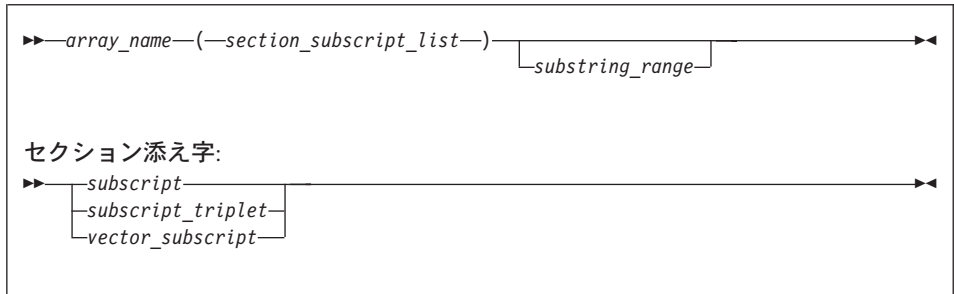 array_name ( section_subscript_list )
substring_range
セクション添え字:
subscript
subscript_triplet
vector_subscript